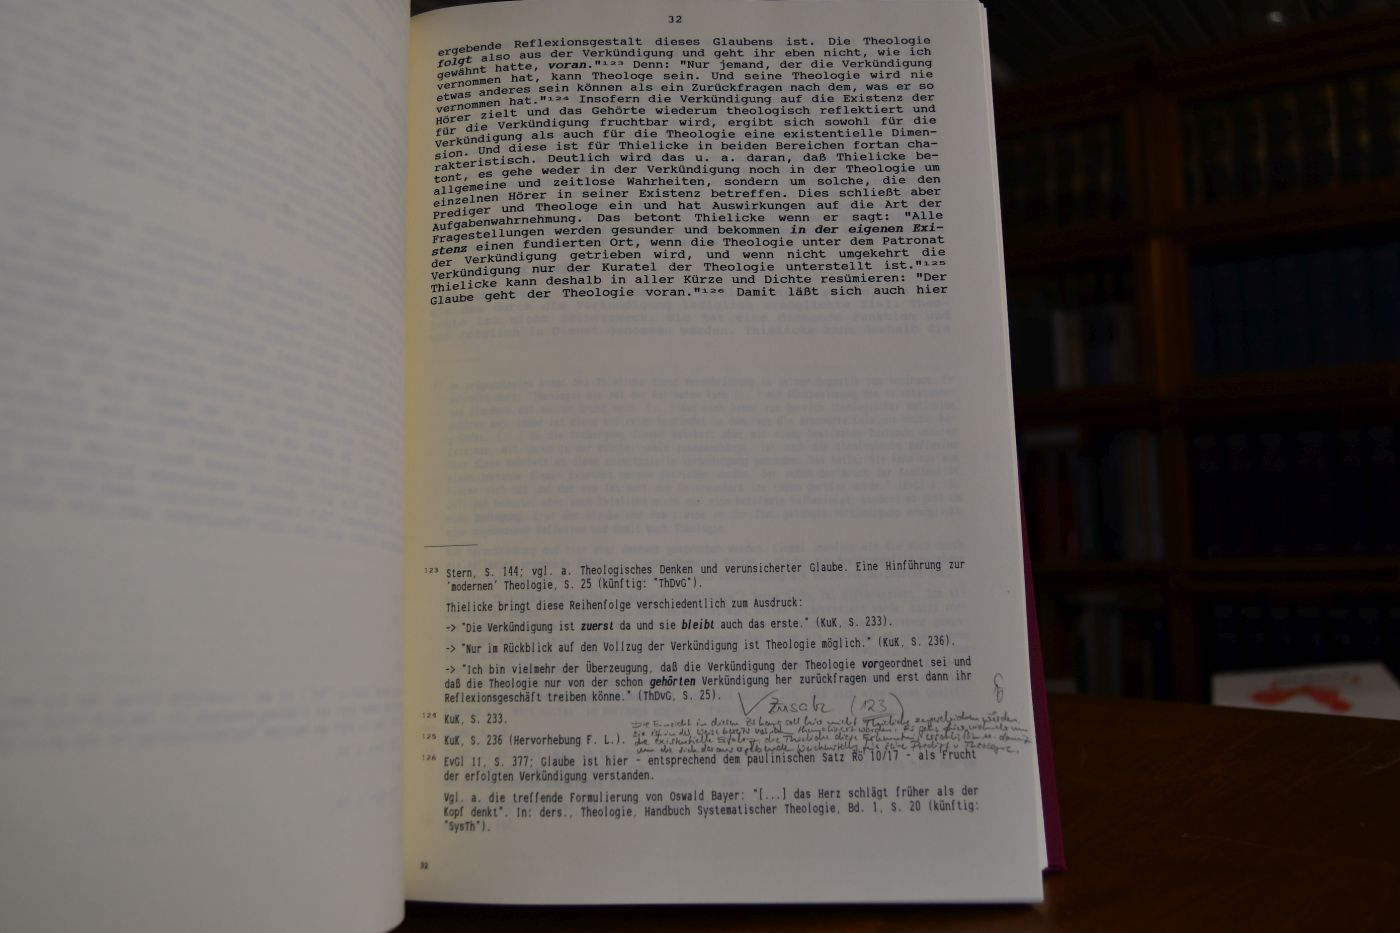 32
ergebende Reflexionsgestalt dieses Glaubens ist. Die Theologie
folgt also aus der Verkündigung und geht ihr eben nicht, wie ich
gewähnt hatte, voran."¹²³ Denn: "Nur jemand, der die Verkündigung
vernommen hat, kann Theologe sein. Und seine Theologie wird nie
etwas anderes sein können als ein Zurückfragen nach dem, was er so
vernommen hat."¹²⁴ Insofern die Verkündigung auf die Existenz der
Hörer zielt und das Gehörte wiederum theologisch reflektiert und
für die Verkündigung fruchtbar wird, ergibt sich sowohl für die
Verkündigung als auch für die Theologie eine existentielle Dimen-
sion. Und diese ist für Thielicke in beiden Bereichen fortan cha-
rakteristisch. Deutlich wird das u. a. daran, daß Thielicke be-
tont, es gehe weder in der Verkündigung noch in der Theologie um
allgemeine und zeitlose Wahrheiten, sondern um solche, die den
einzelnen Hörer in seiner Existenz betreffen. Dies schließt aber
Prediger und Theologe ein und hat Auswirkungen auf die Art der
Aufgabenwahrnehmung. Das betont Thielicke wenn er sagt: "Alle
Fragestellungen werden gesunder und bekommen in der eigenen Exi-
stenz einen fundierten Ort, wenn die Theologie unter dem Patronat
der Verkündigung getrieben wird, und wenn nicht umgekehrt die
Verkündigung nur der Kuratel der Theologie unterstellt ist."¹²⁵
Thielicke kann deshalb in aller Kürze und Dichte resümieren: "Der
Glaube geht der Theologie voran."¹²⁶ Damit läßt sich auch hier
¹²³ Stern, S. 144; vgl. a. Theologisches Denken und verunsicherter Glaube. Eine Hinführung zur
'modernen' Theologie, S. 25 (künftig: "ThDvG").
Thielicke bringt diese Reihenfolge verschiedentlich zum Ausdruck:
-> "Die Verkündigung ist zuerst da und sie bleibt auch das erste." (KuK, S. 233).
-> "Nur im Rückblick auf den Vollzug der Verkündigung ist Theologie möglich." (KuK, S. 236).
-> "Ich bin vielmehr der Überzeugung, daß die Verkündigung der Theologie vorgeordnet sei und
daß die Theologie nur von der schon gehörten Verkündigung her zurückfragen und erst dann ihr
Reflexionsgeschäft treiben könne." (ThDvG, S. 25).
Zusatz (123)
¹²⁴ KuK, S. 233.
¹²⁵ KuK, S. 236 (Hervorhebung F. L.).
¹²⁶ EvGl II, S. 377; Glaube ist hier - entsprechend dem paulinischen Satz Rö 10/17 - als Frucht
der erfolgten Verkündigung verstanden.
Vgl. a. die treffende Formulierung von Oswald Bayer: "[...] das Herz schlägt früher als der
Kopf denkt". In: ders., Theologie, Handbuch Systematischer Theologie, Bd. 1, S. 20 (künftig:
"SysTh").
32